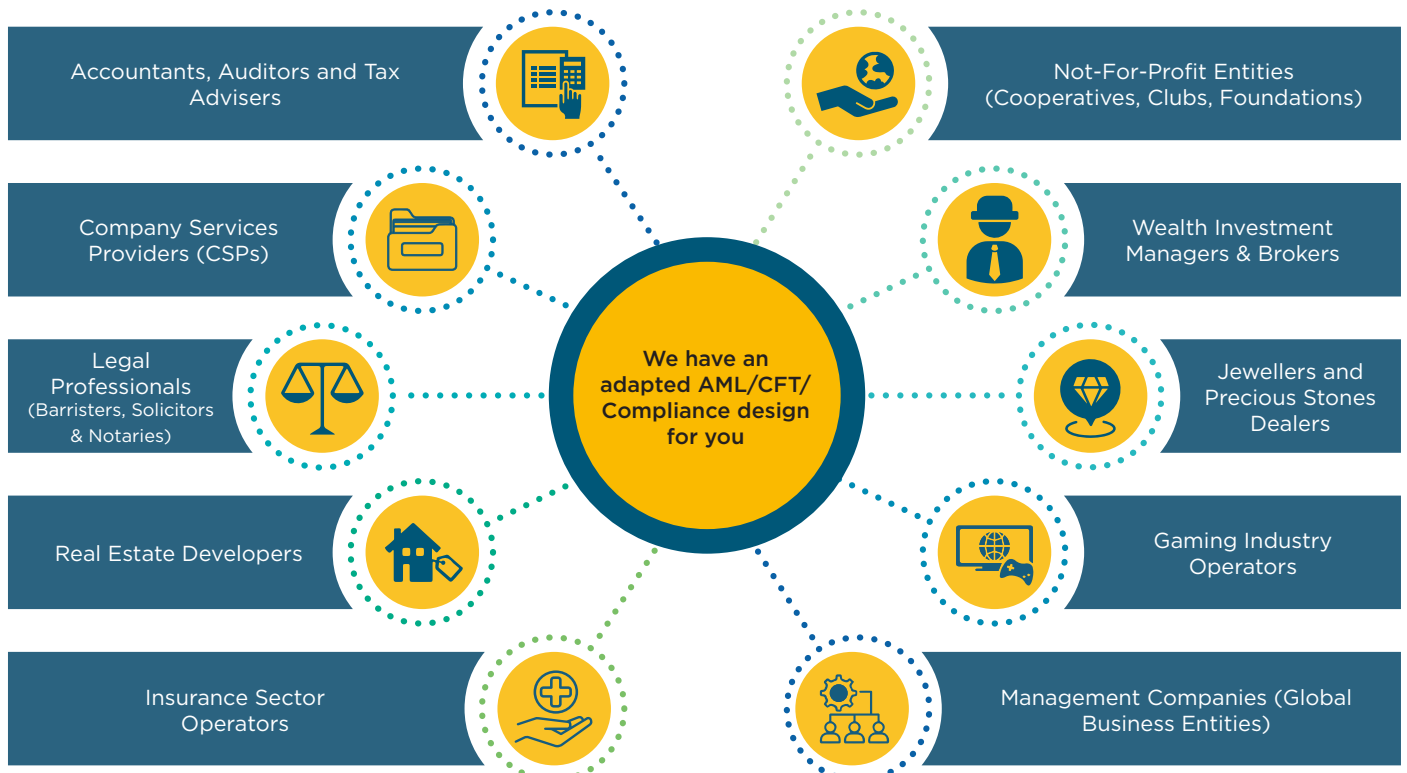 Accountants, Auditors and Tax
Advisers
Not-For-Profit Entities
(Cooperatives, Clubs, Foundations)
Company Services
Providers (CSPs)
Wealth Investment
Managers & Brokers
We have an
adapted AML/CFT/
Compliance design
for you
Legal
Professionals
(Barristers, Solicitors
& Notaries)
Jewellers and
Precious Stones
Dealers
Real Estate Developers
Gaming Industry
Operators
Insurance Sector
Operators
Management Companies (Global
Business Entities)